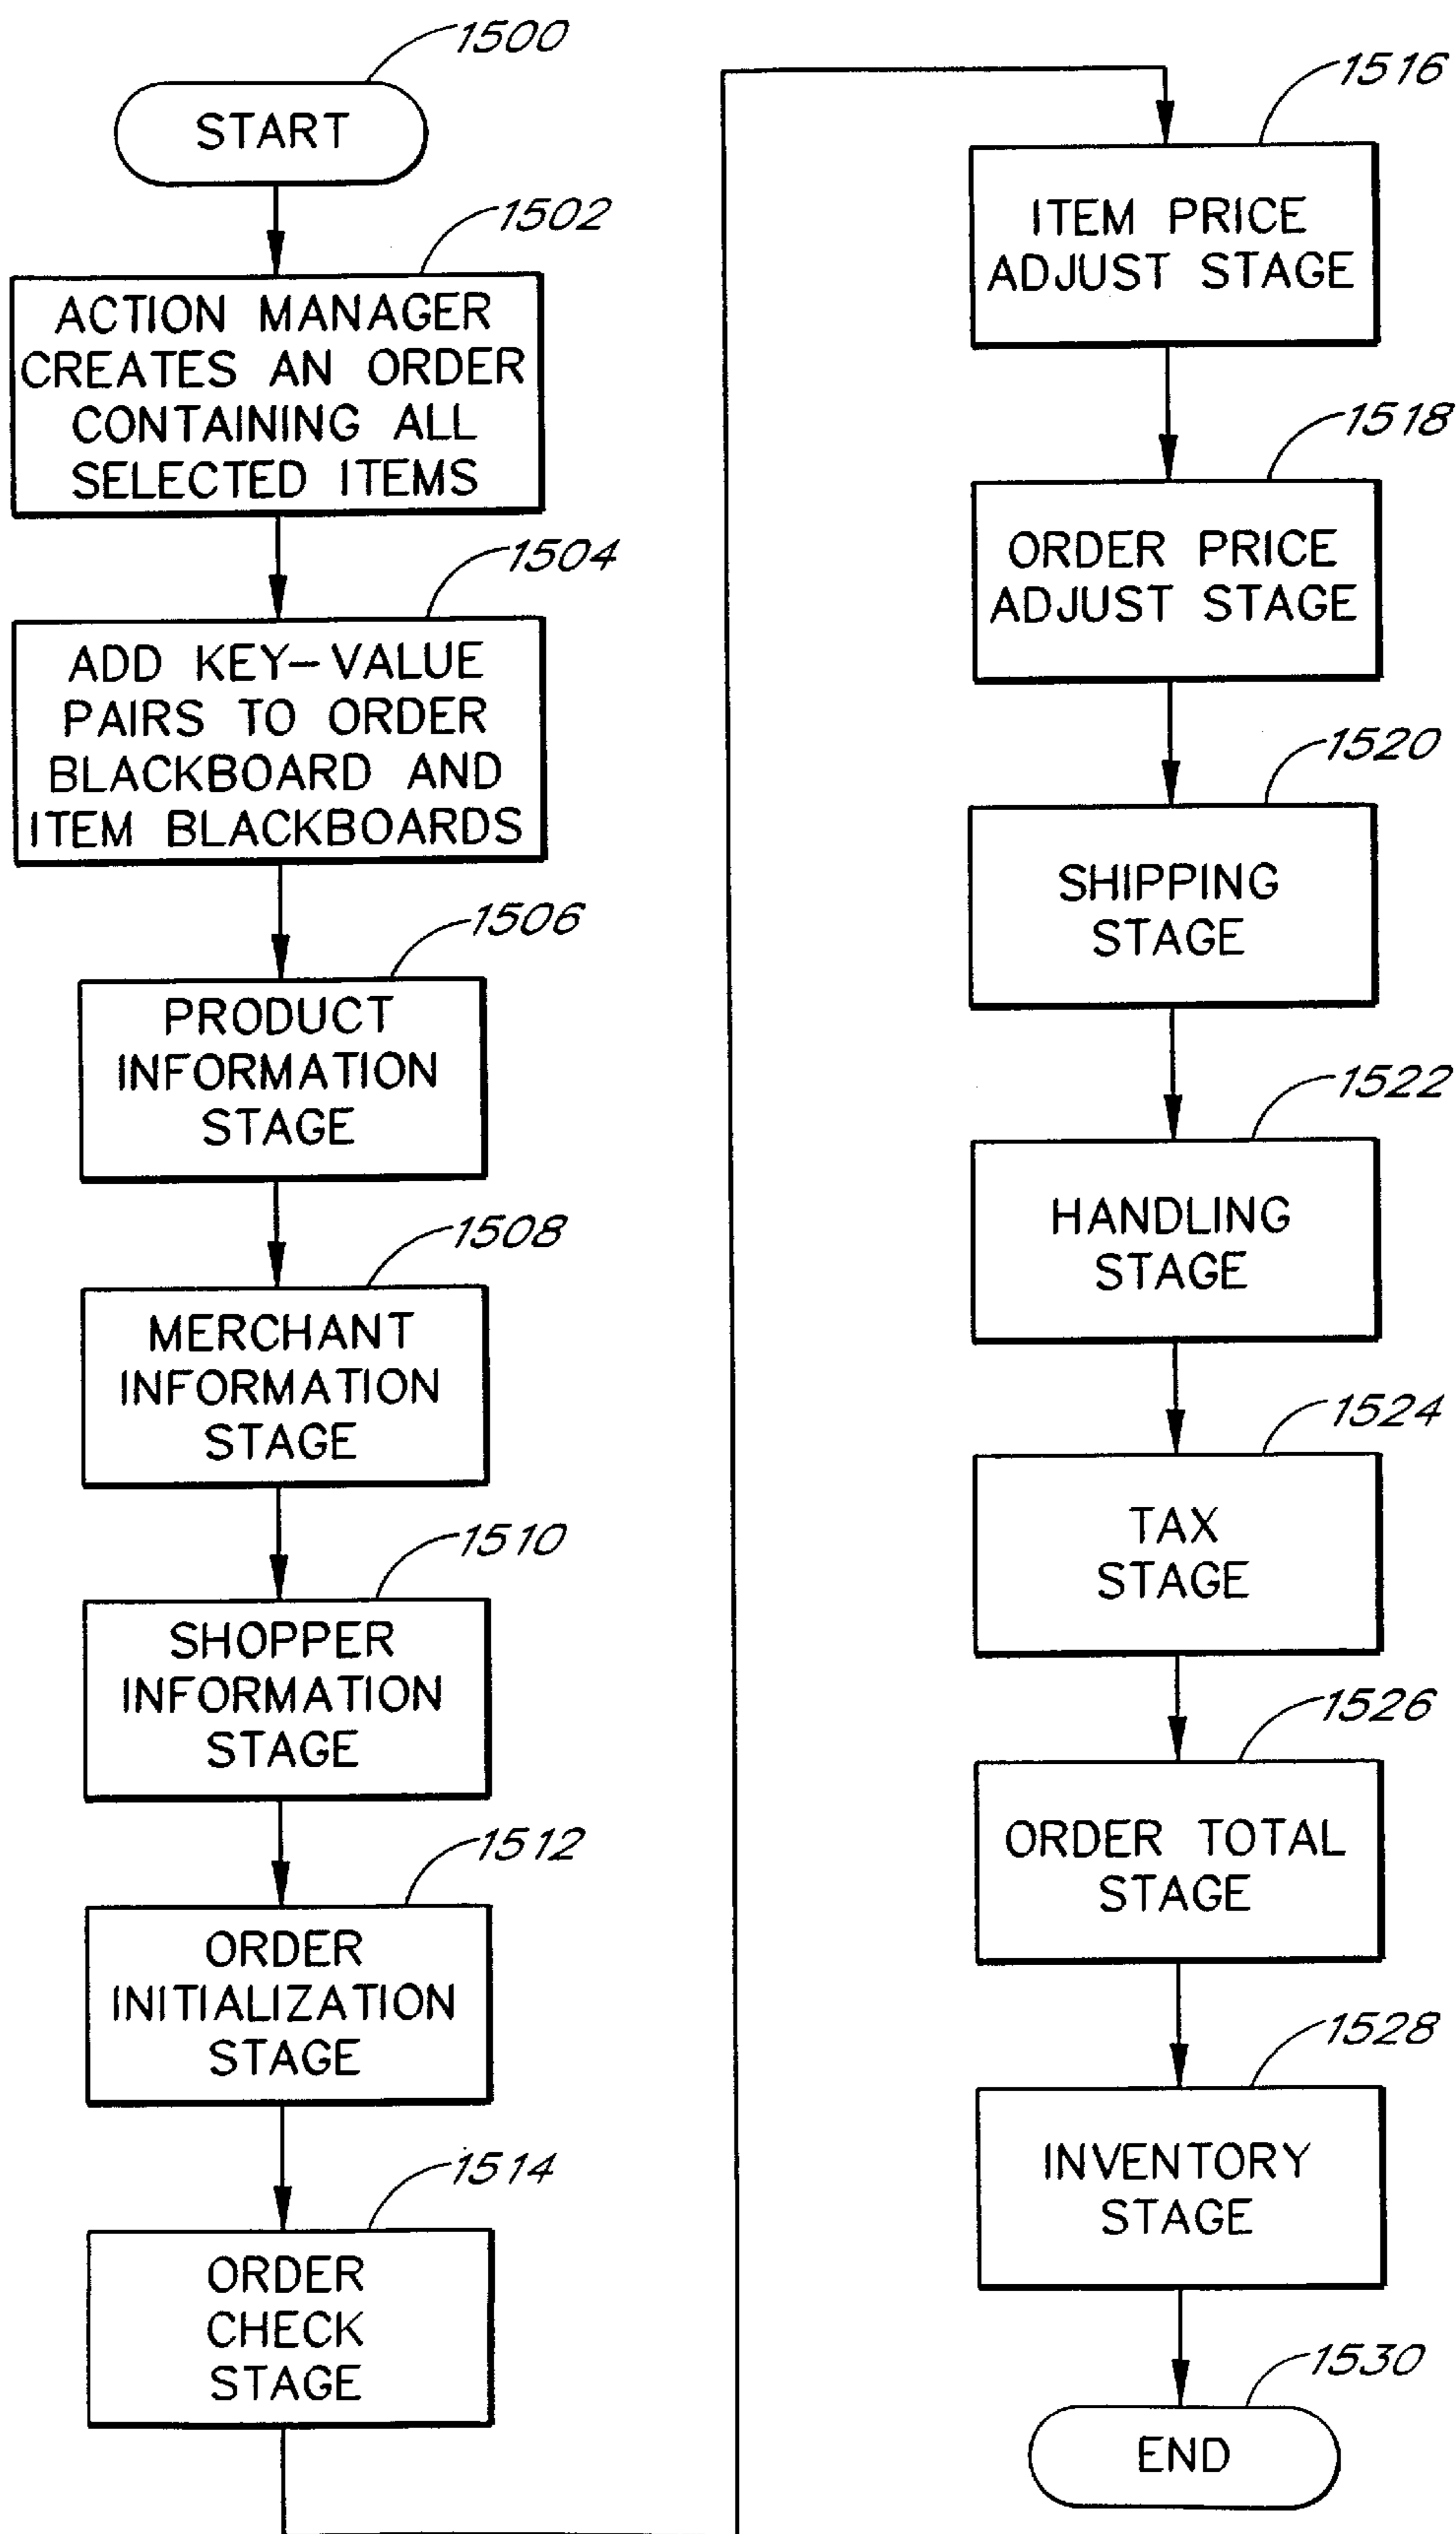 1500
START
1502
ACTION MANAGER
CREATES AN ORDER
CONTAINING ALL
SELECTED ITEMS
1504
ADD KEY-VALUE
PAIRS TO ORDER
BLACKBOARD AND
ITEM BLACKBOARDS
1506
PRODUCT
INFORMATION
STAGE
1508
MERCHANT
INFORMATION
STAGE
1510
SHOPPER
INFORMATION
STAGE
1512
ORDER
INITIALIZATION
STAGE
1514
ORDER
CHECK
STAGE
1516
ITEM PRICE
ADJUST STAGE
1518
ORDER PRICE
ADJUST STAGE
1520
SHIPPING
STAGE
1522
HANDLING
STAGE
1524
TAX
STAGE
1526
ORDER TOTAL
STAGE
1528
INVENTORY
STAGE
1530
END